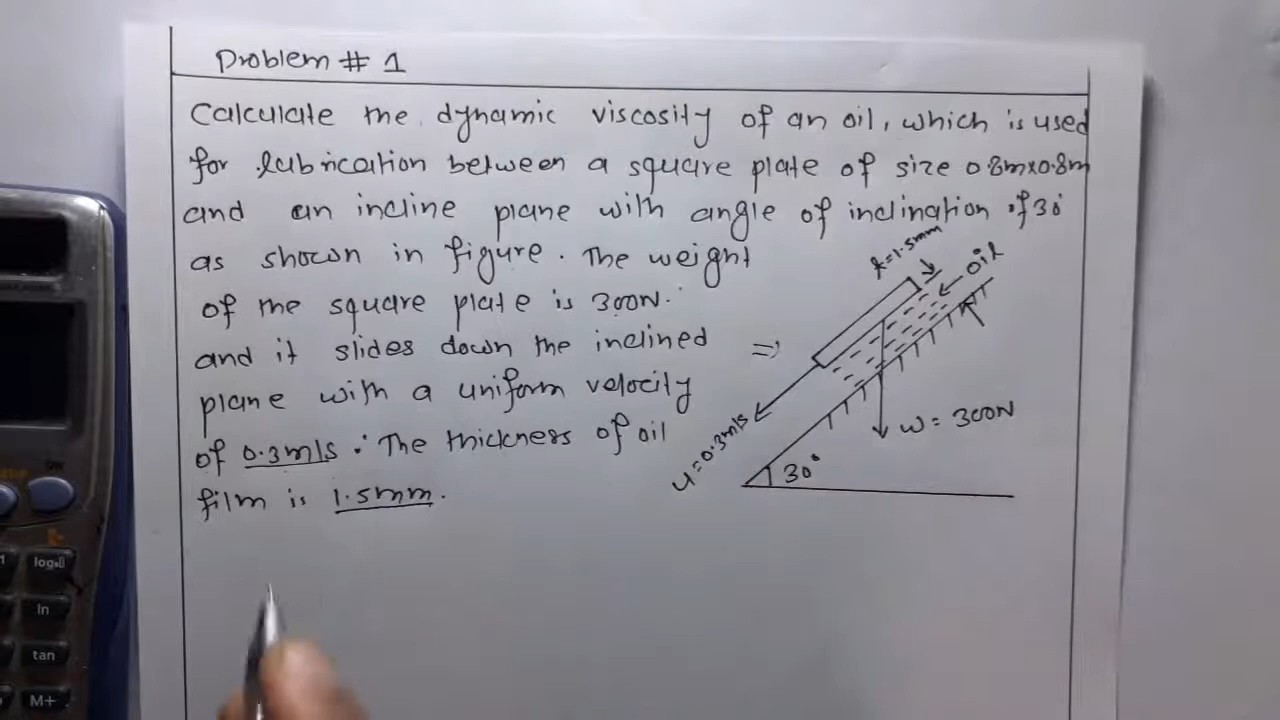 Problem # 1
Calculate the dynamic viscosity of an oil, which is used
for lubrication between a square plate of size 0.8m×0.8m
and an incline plane with angle of inclination of 30°
as shown in figure. The weight
of the square plate is 300N.
and it slides down the inclined
plane with a uniform velocity
of 0.3m/s. The thickness of oil
film is 1.5mm.
=1.5mm
oil
⇒
u=0.3m/s
w=300N
30°
log
ln
tan
M+